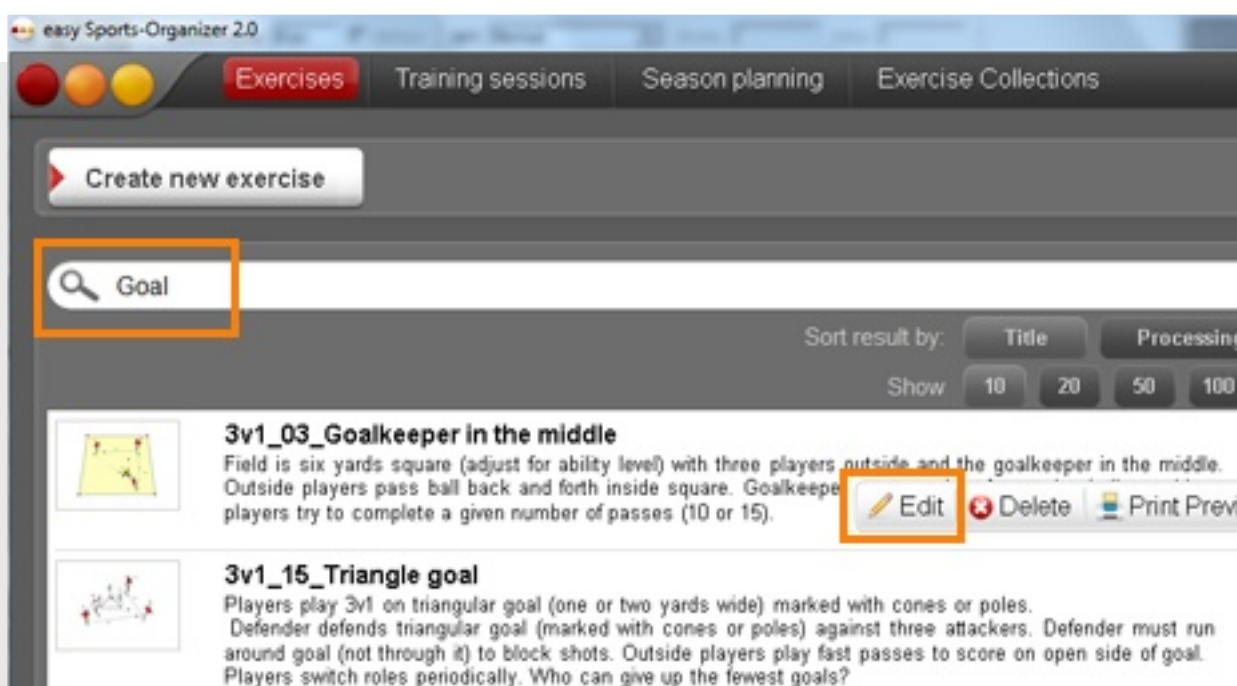 easy Sports-Organizer 2.0
Exercises Training sessions Season planning Exercise Collections
Create new exercise
Goal
Sort result by: Title Processing
Show 10 20 50 100
3v1_03_Goalkeeper in the middle
Field is six yards square (adjust for ability level) with three players outside and the goalkeeper in the middle.
Outside players pass ball back and forth inside square. Goalkeepe
players try to complete a given number of passes (10 or 15).
Edit Delete Print Previ
3v1_15_Triangle goal
Players play 3v1 on triangular goal (one or two yards wide) marked with cones or poles.
Defender defends triangular goal (marked with cones or poles) against three attackers. Defender must run
around goal (not through it) to block shots. Outside players play fast passes to score on open side of goal.
Players switch roles periodically. Who can give up the fewest goals?